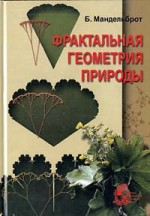 Б. Мандельброт
ФРАКТАЛЬНАЯ
ГЕОМЕТРИЯ
ПРИРОДЫ